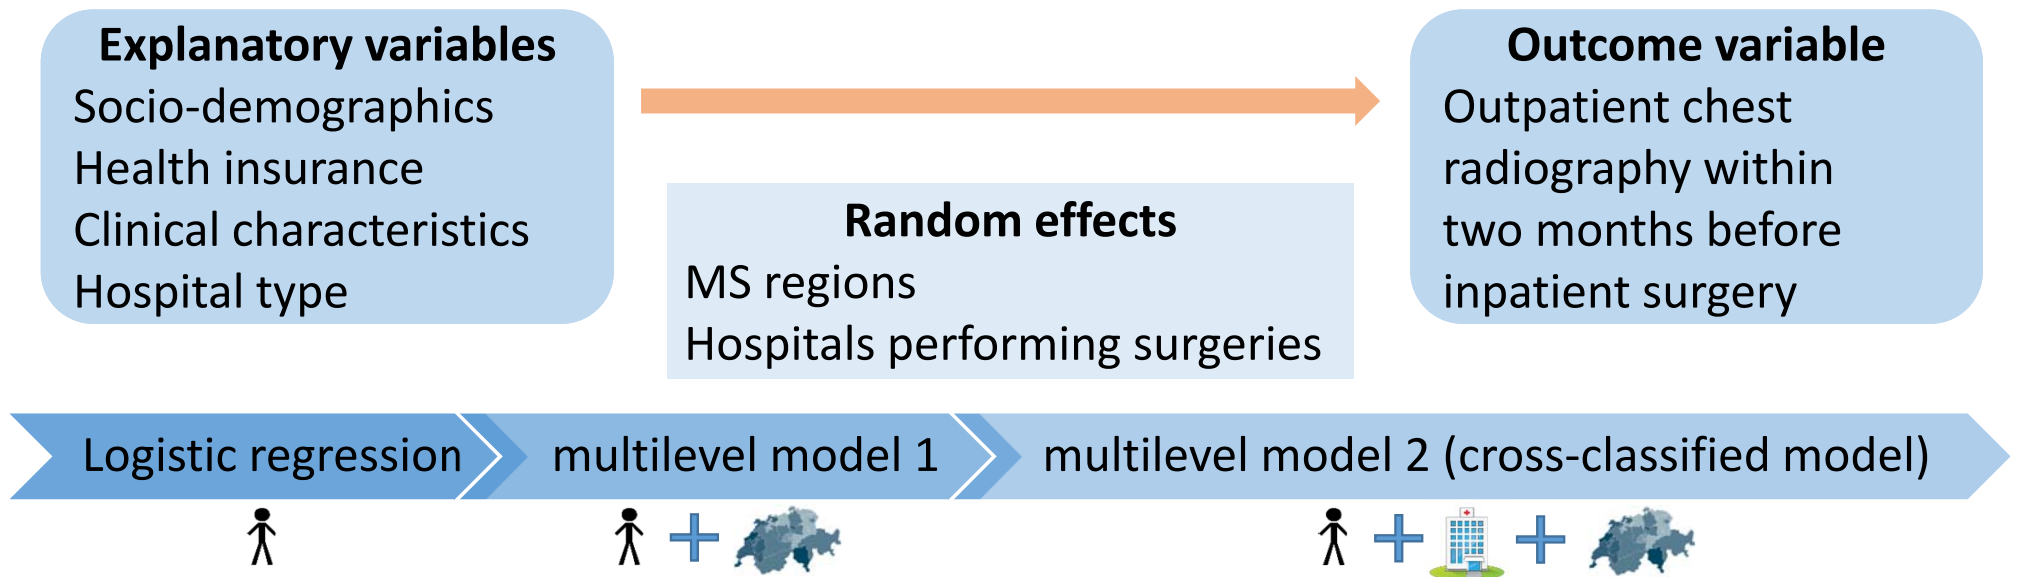 Explanatory variables
Socio-demographics
Health insurance
Clinical characteristics
Hospital type
Random effects
MS regions
Hospitals performing surgeries
Outcome variable
Outpatient chest
radiography within
two months before
inpatient surgery
Logistic regression
multilevel model 1
multilevel model 2 (cross-classified model)